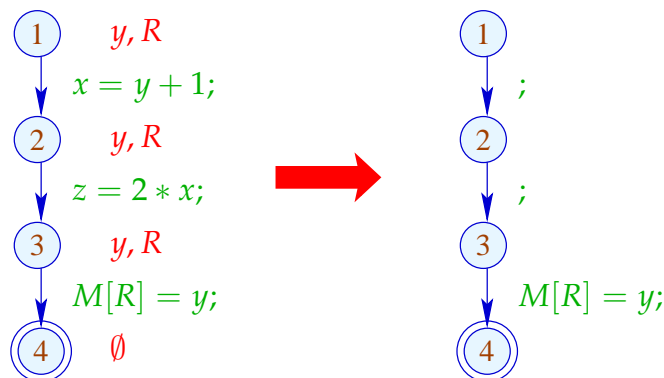 1 y, R 1
x = y + 1; ;
2 y, R 2
z = 2 * x; ;
3 y, R 3
M[R] = y; M[R] = y;
4 ∅ 4